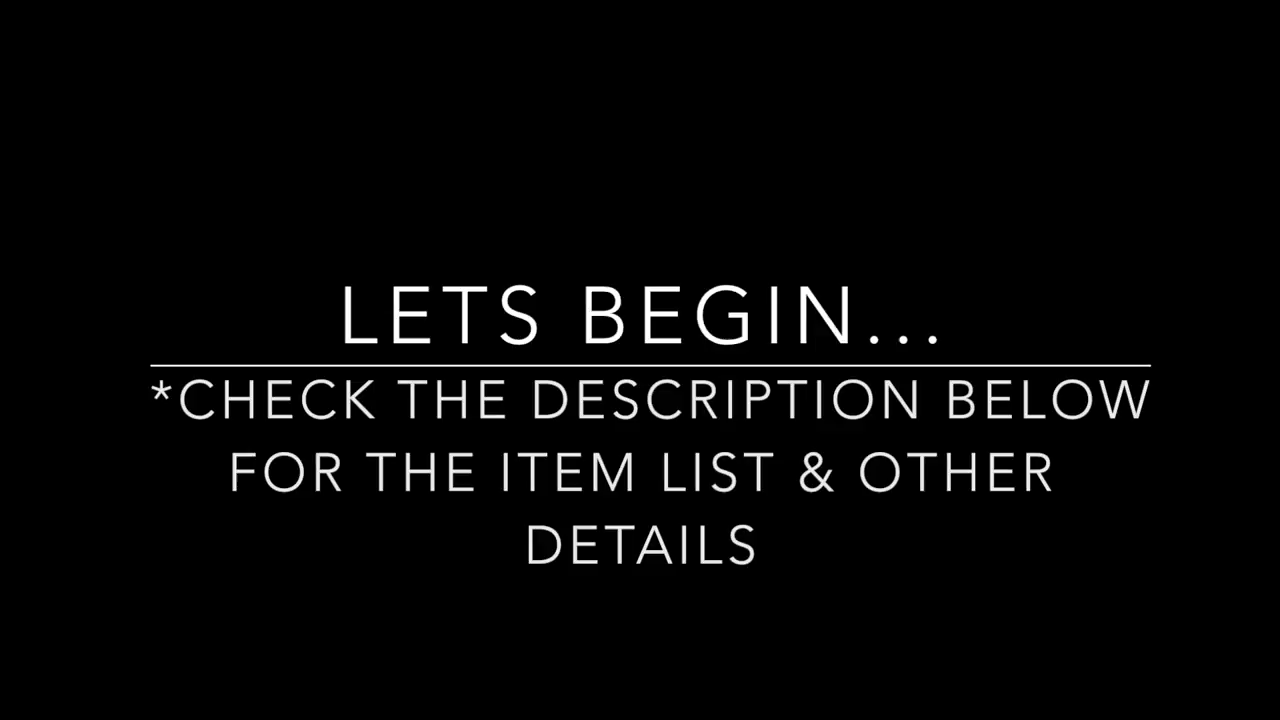 LETS BEGIN...
*CHECK THE DESCRIPTION BELOW
FOR THE ITEM LIST & OTHER
DETAILS